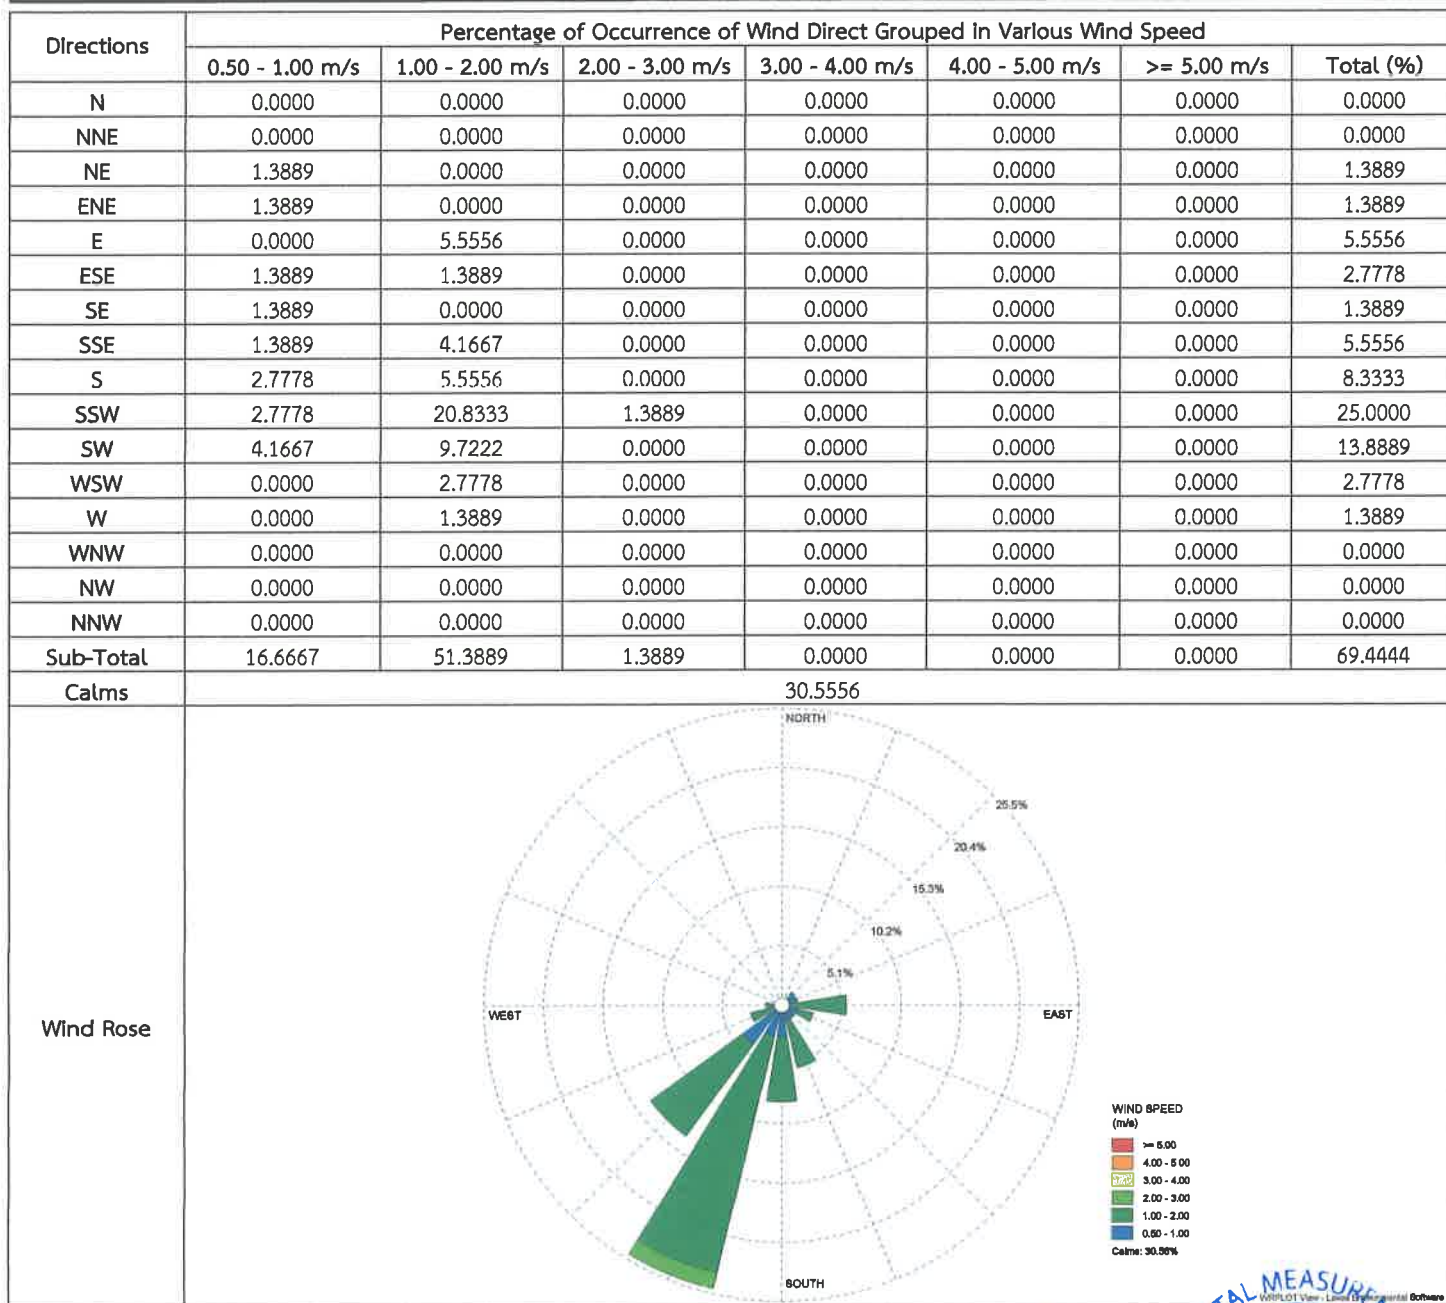 Directions Percentage of Occurrence of Wind Direct Grouped in Various Wind Speed
0.50 - 1.00 m/s 1.00 - 2.00 m/s 2.00 - 3.00 m/s 3.00 - 4.00 m/s 4.00 - 5.00 m/s >= 5.00 m/s Total (%)
N 0.0000 0.0000 0.0000 0.0000 0.0000 0.0000 0.0000
NNE 0.0000 0.0000 0.0000 0.0000 0.0000 0.0000 0.0000
NE 1.3889 0.0000 0.0000 0.0000 0.0000 0.0000 1.3889
ENE 1.3889 0.0000 0.0000 0.0000 0.0000 0.0000 1.3889
E 0.0000 5.5556 0.0000 0.0000 0.0000 0.0000 5.5556
ESE 1.3889 1.3889 0.0000 0.0000 0.0000 0.0000 2.7778
SE 1.3889 0.0000 0.0000 0.0000 0.0000 0.0000 1.3889
SSE 1.3889 4.1667 0.0000 0.0000 0.0000 0.0000 5.5556
S 2.7778 5.5556 0.0000 0.0000 0.0000 0.0000 8.3333
SSW 2.7778 20.8333 1.3889 0.0000 0.0000 0.0000 25.0000
SW 4.1667 9.7222 0.0000 0.0000 0.0000 0.0000 13.8889
WSW 0.0000 2.7778 0.0000 0.0000 0.0000 0.0000 2.7778
W 0.0000 1.3889 0.0000 0.0000 0.0000 0.0000 1.3889
WNW 0.0000 0.0000 0.0000 0.0000 0.0000 0.0000 0.0000
NW 0.0000 0.0000 0.0000 0.0000 0.0000 0.0000 0.0000
NNW 0.0000 0.0000 0.0000 0.0000 0.0000 0.0000 0.0000
Sub-Total 16.6667 51.3889 1.3889 0.0000 0.0000 0.0000 69.4444
Calms 30.5556
Wind Rose
NORTH
25.5%
20.4%
15.3%
10.2%
5.1%
WEST EAST
SOUTH
WIND SPEED
(m/s)
>= 5.00
4.00 - 5.00
3.00 - 4.00
2.00 - 3.00
1.00 - 2.00
0.50 - 1.00
Calms: 30.56%
TAL MEASURE
WRPLOT View - Lakes Environmental Software